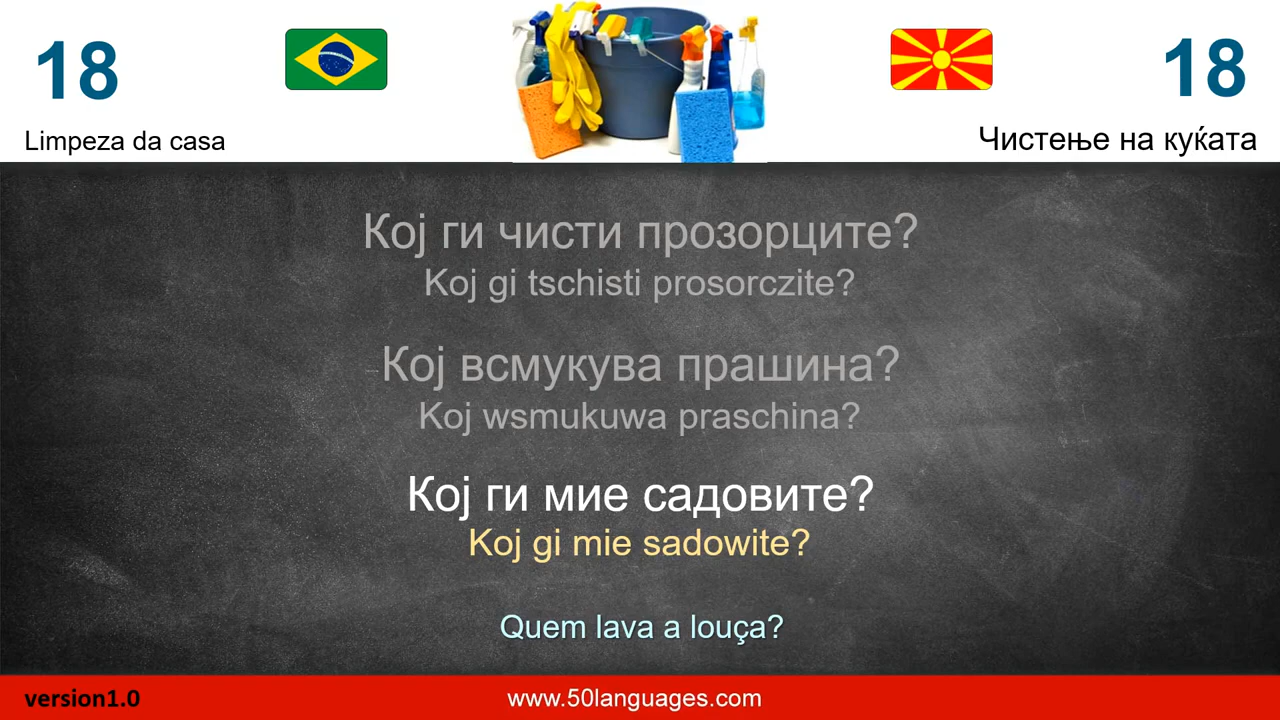 18
18
Limpeza da casa
Чистење на куќата
Кој ги чисти прозорците?
Koj gi tschisti prosorczite?
Кој всмукува прашина?
Koj wsmukuwa praschina?
Кој ги мие садовите?
Koj gi mie sadowite?
Quem lava a louça?
version1.0
www.50languages.com